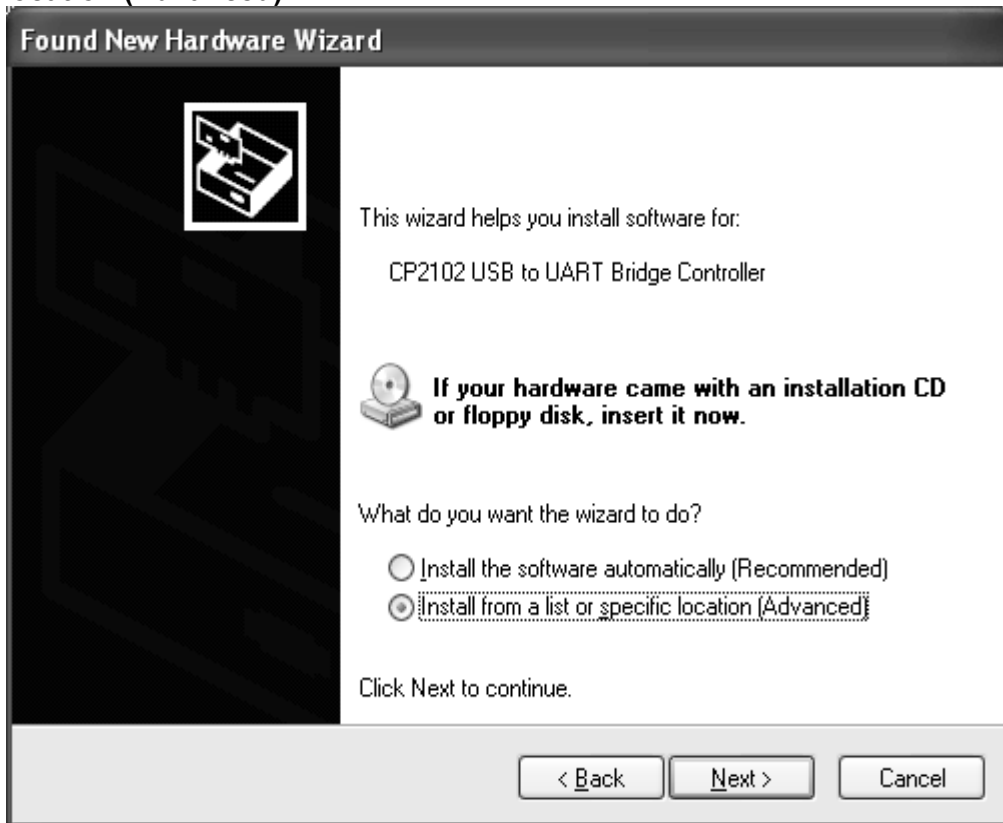 Found New Hardware Wizard
This wizard helps you install software for:
CP2102 USB to UART Bridge Controller
If your hardware came with an installation CD
or floppy disk, insert it now.
What do you want the wizard to do?
Install the software automatically (Recommended)
Install from a list or specific location (Advanced)
Click Next to continue.
< Back
Next >
Cancel